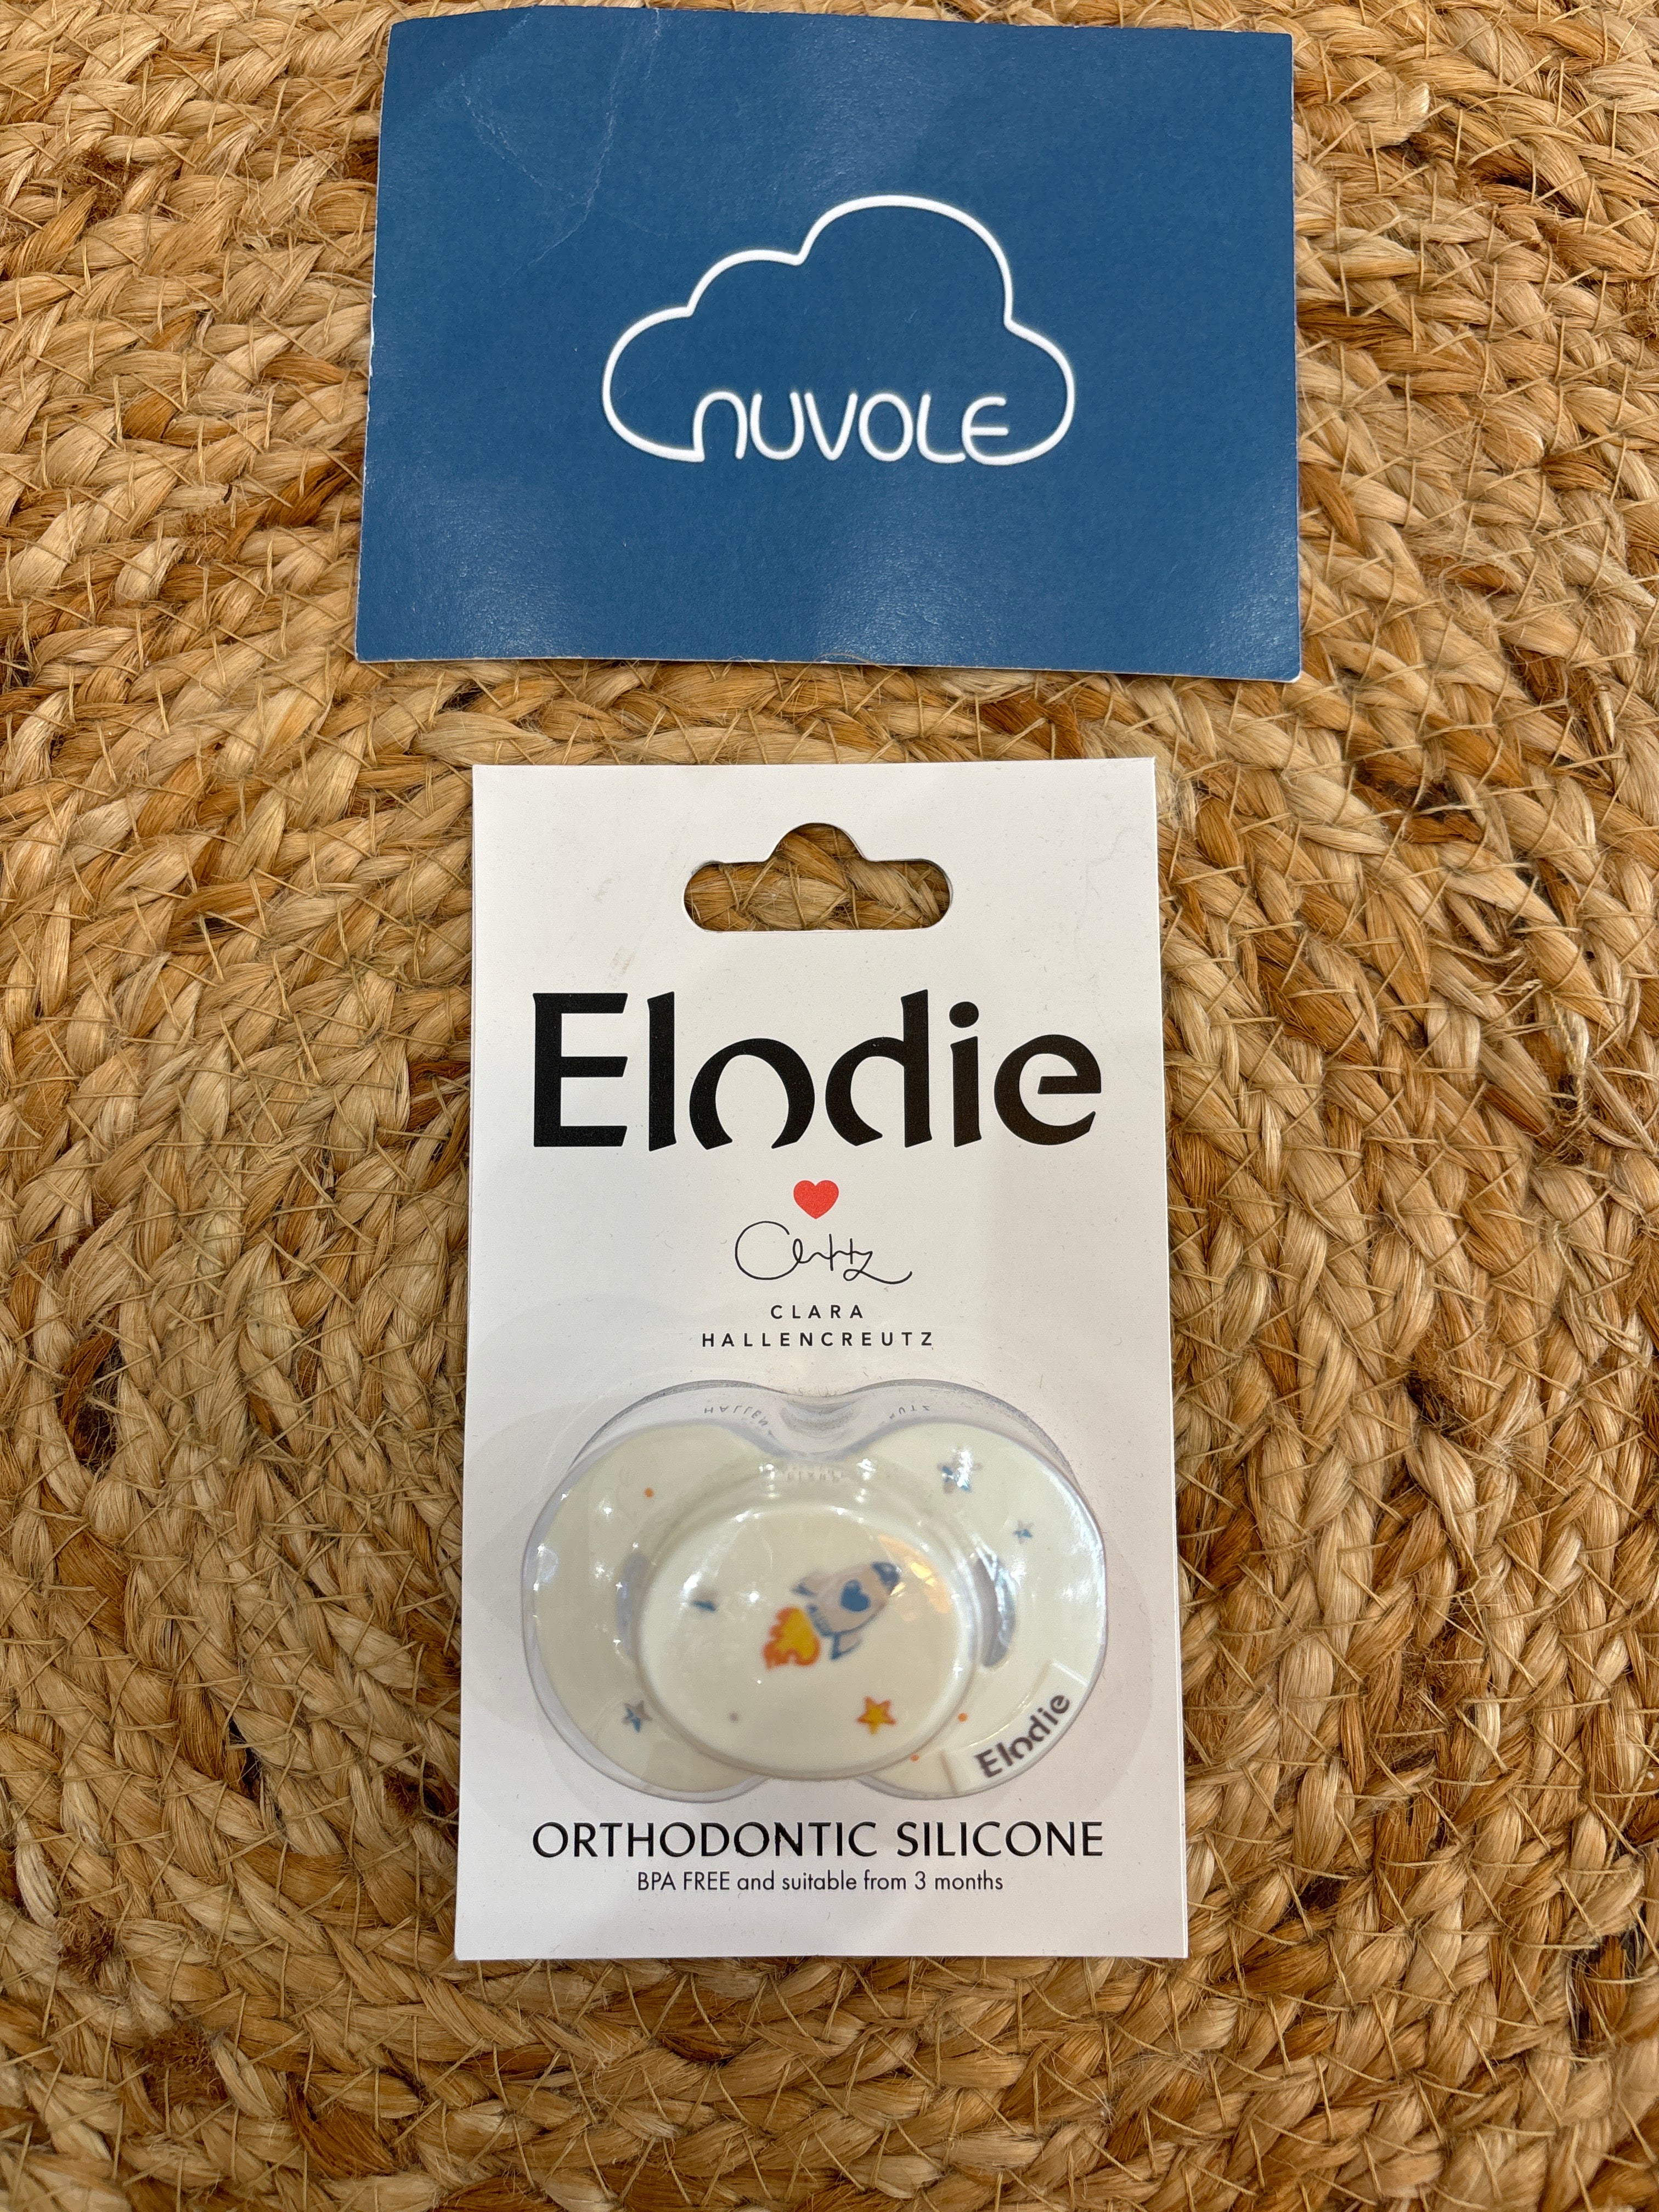 NUVOLE
Elodie
CLARA
HALLENCREUTZ
Elodie
ORTHODONTIC SILICONE
BPA FREE and suitable from 3 months